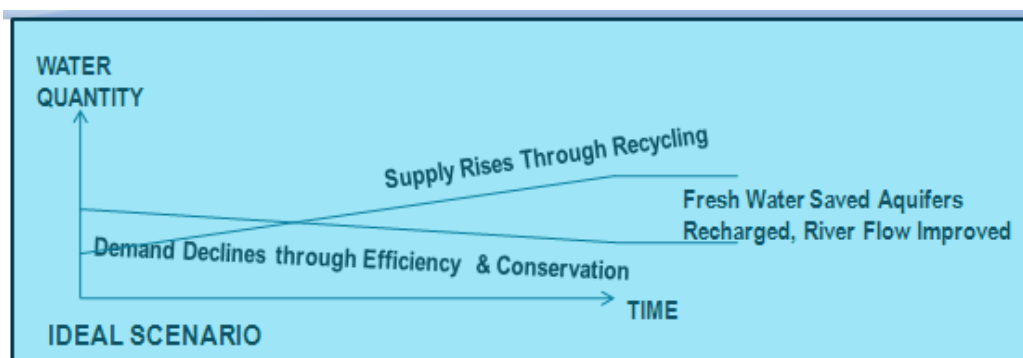 WATER
QUANTITY
Supply Rises Through Recycling
Fresh Water Saved Aquifers
Recharged, River Flow Improved
Demand Declines through Efficiency & Conservation
TIME
IDEAL SCENARIO